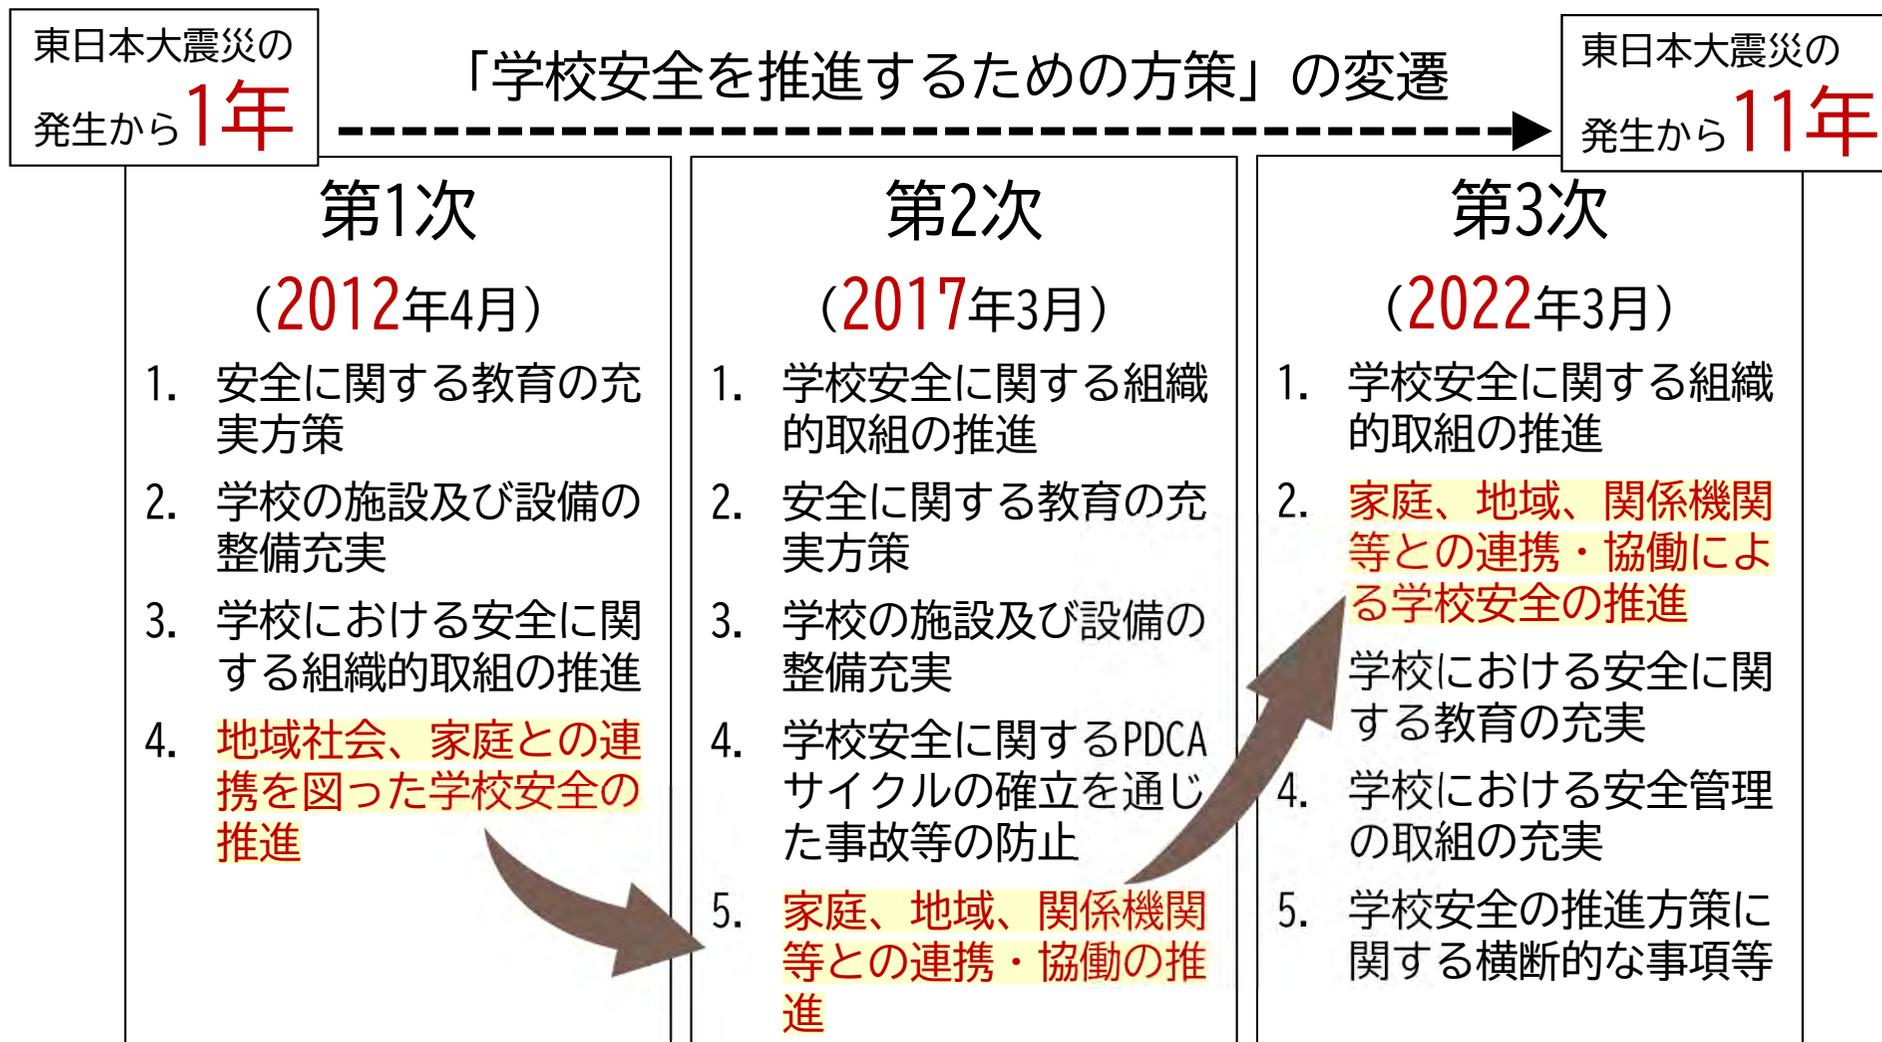 東日本大震災の
発生から1年
「学校安全を推進するための方策」の変遷
東日本大震災の
発生から11年
第1次
（2012年4月）
1. 安全に関する教育の充
実方策
2. 学校の施設及び設備の
整備充実
3. 学校における安全に関
する組織的取組の推進
4. 地域社会、家庭との連
携を図った学校安全の
推進
第2次
（2017年3月）
1. 学校安全に関する組織
的取組の推進
2. 安全に関する教育の充
実方策
3. 学校の施設及び設備の
整備充実
4. 学校安全に関するPDCA
サイクルの確立を通じ
た事故等の防止
5. 家庭、地域、関係機関
等との連携・協働の推
進
第3次
（2022年3月）
1. 学校安全に関する組織
的取組の推進
2. 家庭、地域、関係機関
等との連携・協働によ
る学校安全の推進
学校における安全に関
する教育の充実
4. 学校における安全管理
の取組の充実
5. 学校安全の推進方策に
関する横断的な事項等